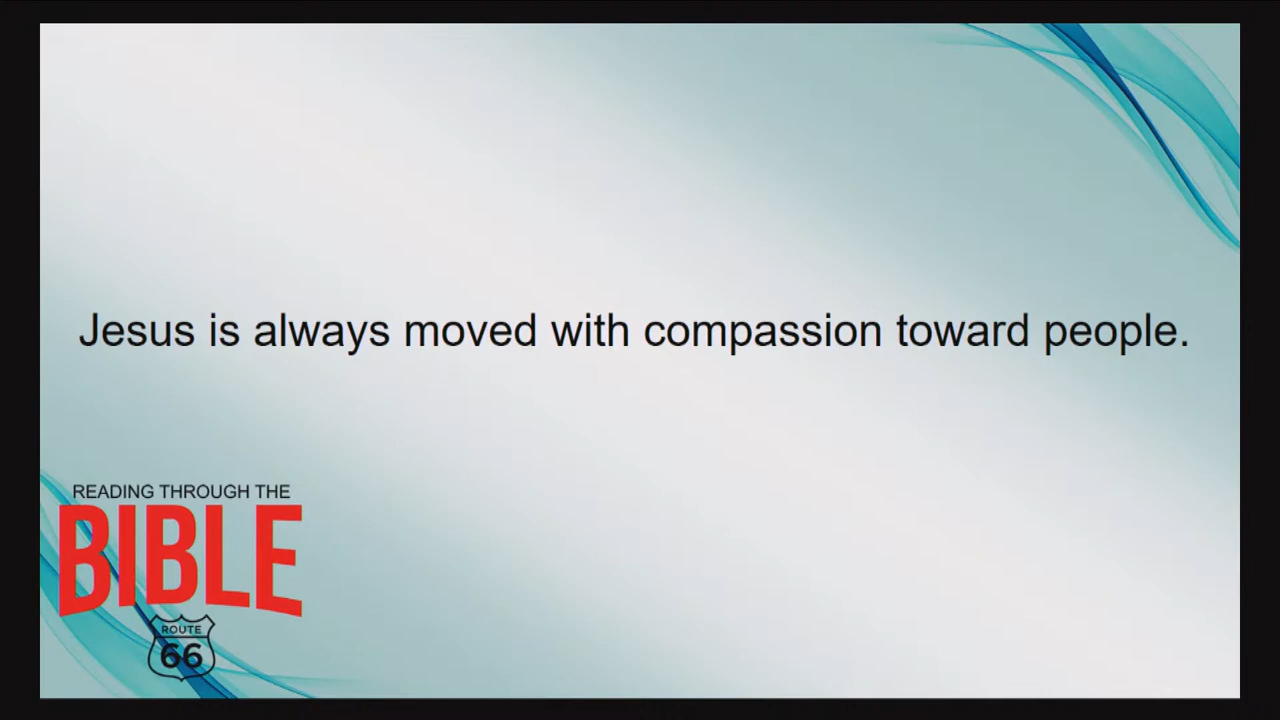 Jesus is always moved with compassion toward people.
READING THROUGH THE
BIBLE
ROUTE
66